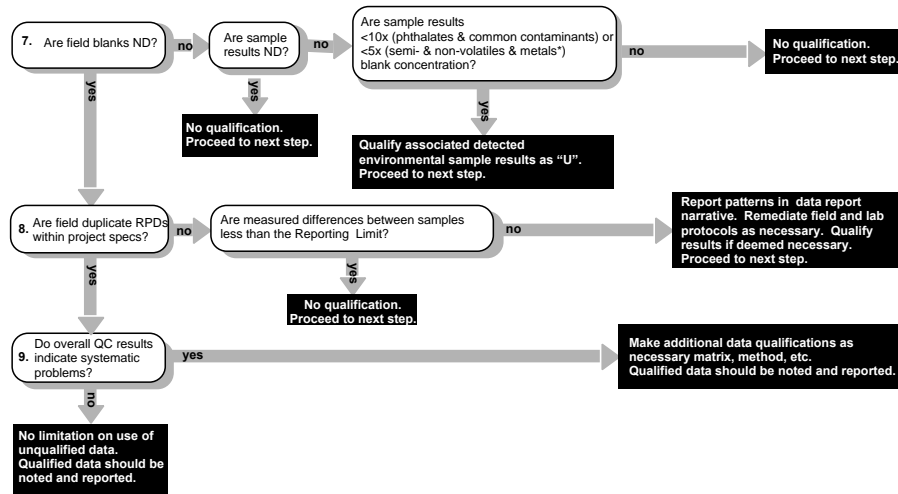 7. Are field blanks ND?
no
Are sample
results ND?
no
Are sample results
<10x (phthalates & common contaminants) or
<5x (semi- & non-volatiles & metals*)
blank concentration?
no
No qualification.
Proceed to next step.
yes
yes
No qualification.
Proceed to next step.
yes
Qualify associated detected
environmental sample results as “U”.
Proceed to next step.
8. Are field duplicate RPDs
within project specs?
no
Are measured differences between samples
less than the Reporting Limit?
no
Report patterns in data report
narrative. Remediate field and lab
protocols as necessary. Qualify
results if deemed necessary.
Proceed to next step.
yes
yes
No qualification.
Proceed to next step.
9. Do overall QC results
indicate systematic
problems?
yes
Make additional data qualifications as
necessary matrix, method, etc.
Qualified data should be noted and reported.
no
No limitation on use of
unqualified data.
Qualified data should be
noted and reported.